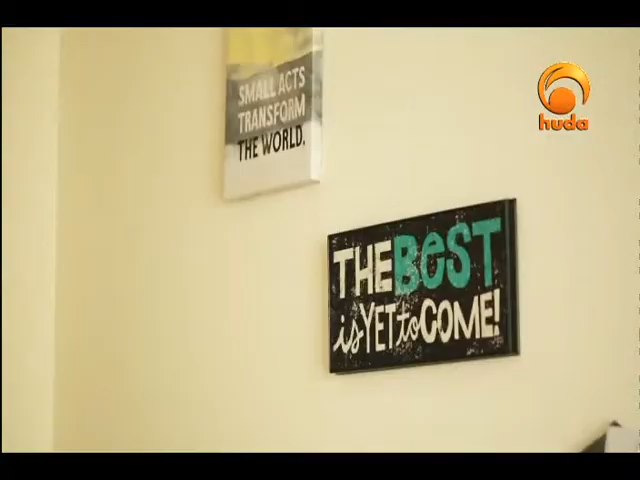 SMALL ACTS
TRANSFORM
THE WORLD.
huda
THE BEST
is YET to COME!